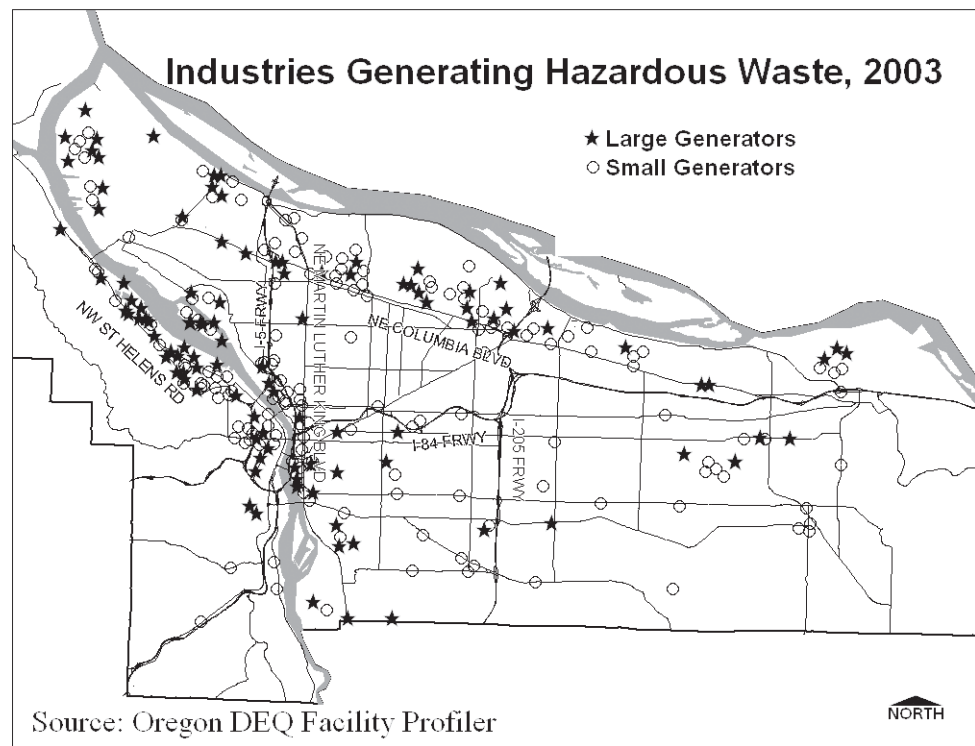 Industries Generating Hazardous Waste, 2003
Large Generators
Small Generators
NE MARTIN LUTHER KING BLVD
I-5 FRWY
NW ST HELENS RD
NE COLUMBIA BLVD
I-84 FRWY
I-205 FRWY
Source: Oregon DEQ Facility Profiler
NORTH